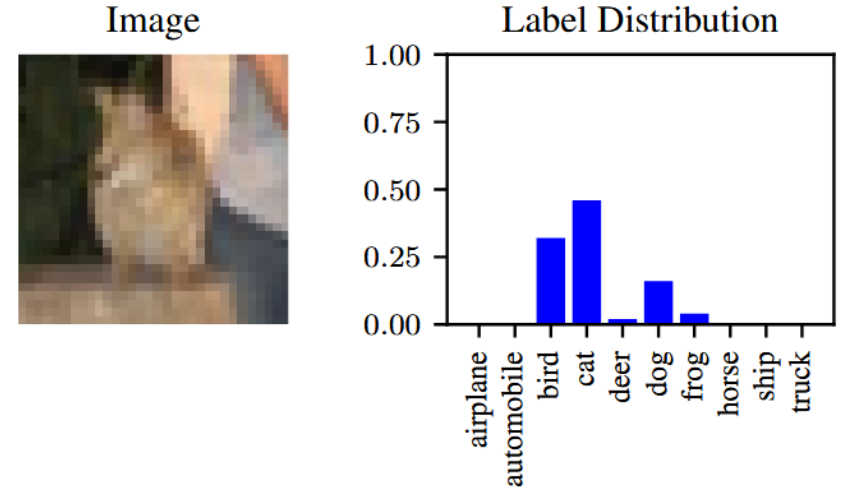 Image
Label Distribution
1.00
0.75
0.50
0.25
0.00
airplane
automobile
bird
cat
deer
dog
frog
horse
ship
truck